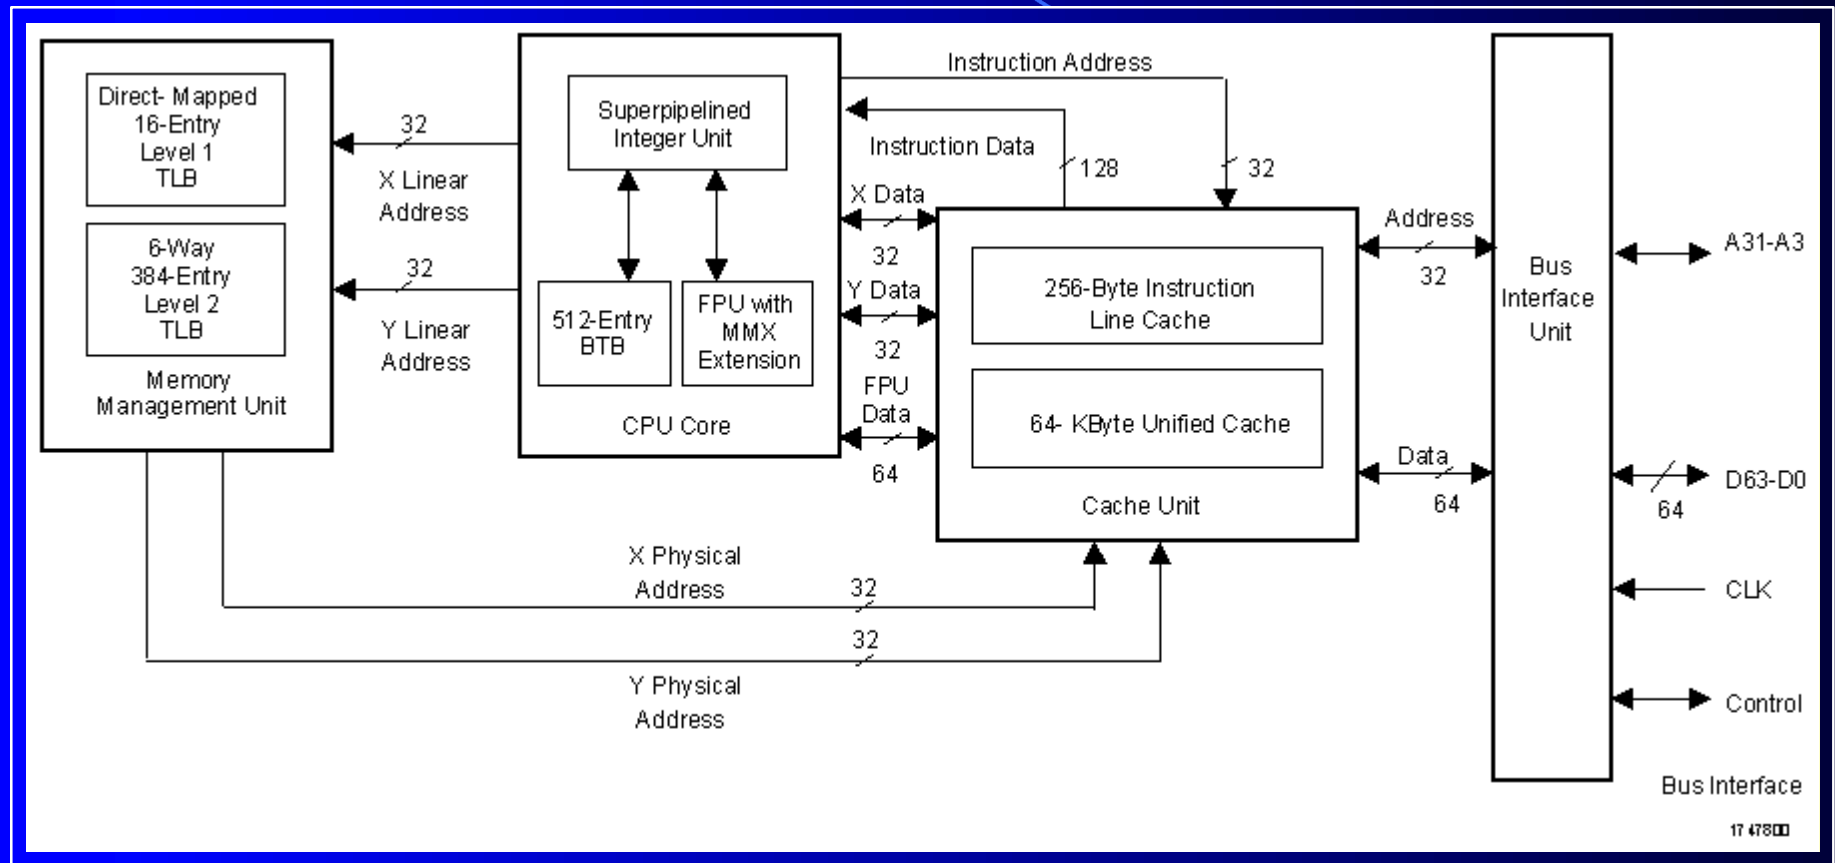 Direct- Mapped
16-Entry
Level 1
TLB
6-Way
384-Entry
Level 2
TLB
Memory
Management Unit
32
X Linear
Address
32
Y Linear
Address
Superpipelined
Integer Unit
512-Entry
BTB
FPU with
MMX
Extension
CPU Core
Instruction Address
Instruction Data
128
32
X Data
32
Y Data
32
FPU
Data
64
256-Byte Instruction
Line Cache
64- KByte Unified Cache
Cache Unit
Address
32
Data
64
Bus
Interface
Unit
A31-A3
D63-D0
64
CLK
Control
Bus Interface
X Physical
Address
32
32
Y Physical
Address